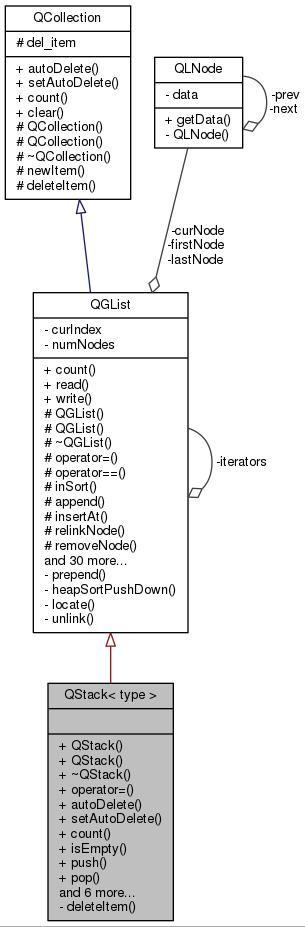 QCollection
# del_item
+ autoDelete()
+ setAutoDelete()
+ count()
+ clear()
# QCollection()
# QCollection()
# ~QCollection()
# newItem()
# deleteItem()
QLNode
- data
+ getData()
- QLNode()
-prev
-next
-curNode
-firstNode
-lastNode
QGList
- curIndex
- numNodes
+ count()
+ read()
+ write()
# QGList()
# QGList()
# ~QGList()
# operator=()
# operator==()
# inSort()
# append()
# insertAt()
# relinkNode()
# removeNode()
and 30 more...
- prepend()
- heapSortPushDown()
- locate()
- unlink()
-iterators
QStack< type >
+ QStack()
+ QStack()
+ ~QStack()
+ operator=()
+ autoDelete()
+ setAutoDelete()
+ count()
+ isEmpty()
+ push()
+ pop()
and 6 more...
- deleteItem()